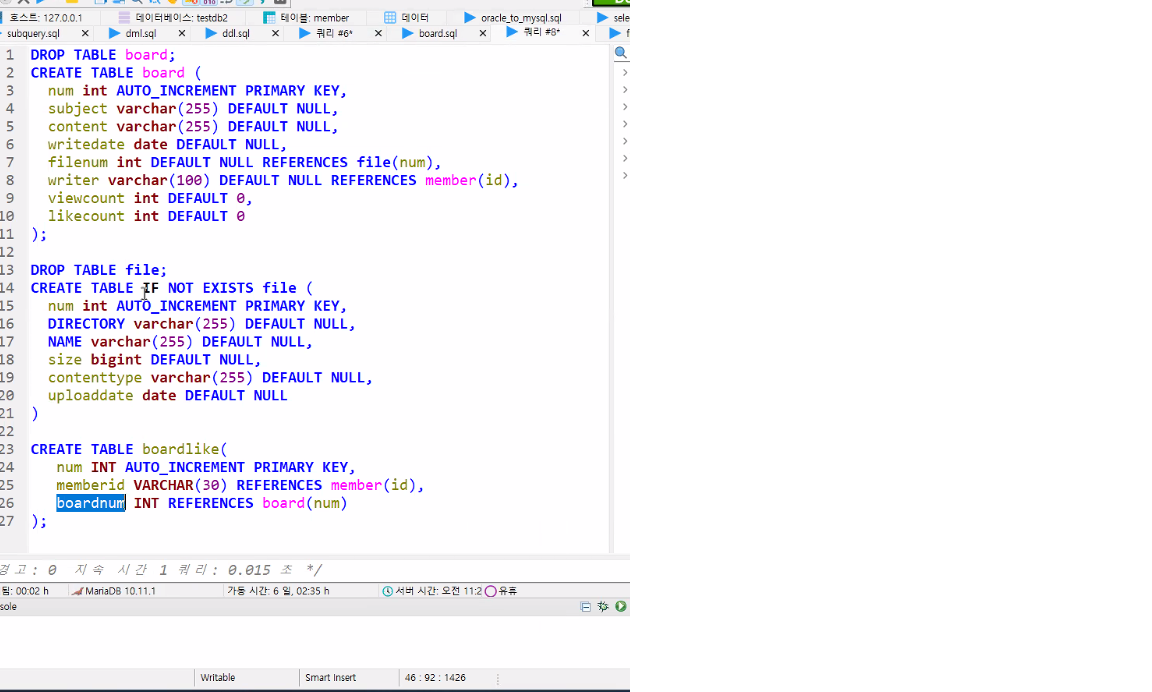 호스트: 127.0.0.1 데이터베이스: testdb2 테이블: member 데이터 oracle_to_mysql.sql
subquery.sql dml.sql ddl.sql 쿼리 #6* board.sql 쿼리 #8*
1 DROP TABLE board;
2 CREATE TABLE board (
3 num int AUTO_INCREMENT PRIMARY KEY,
4 subject varchar(255) DEFAULT NULL,
5 content varchar(255) DEFAULT NULL,
6 writedate date DEFAULT NULL,
7 filenum int DEFAULT NULL REFERENCES file(num),
8 writer varchar(100) DEFAULT NULL REFERENCES member(id),
9 viewcount int DEFAULT 0,
10 likecount int DEFAULT 0
11 );
12
13 DROP TABLE file;
14 CREATE TABLE IF NOT EXISTS file (
15 num int AUTO_INCREMENT PRIMARY KEY,
16 DIRECTORY varchar(255) DEFAULT NULL,
17 NAME varchar(255) DEFAULT NULL,
18 size bigint DEFAULT NULL,
19 contenttype varchar(255) DEFAULT NULL,
20 uploaddate date DEFAULT NULL
21 )
22
23 CREATE TABLE boardlike(
24 num INT AUTO_INCREMENT PRIMARY KEY,
25 memberid VARCHAR(30) REFERENCES member(id),
26 boardnum INT REFERENCES board(num)
27 );
경고: 0 지속 시간 1 쿼리: 0.015 초 */
됨: 00:02 h MariaDB 10.11.1 가동 시간: 6 일, 02:35 h 서버 시간: 오전 11:2 유휴
sole
Writable Smart Insert 46 : 92 : 1426